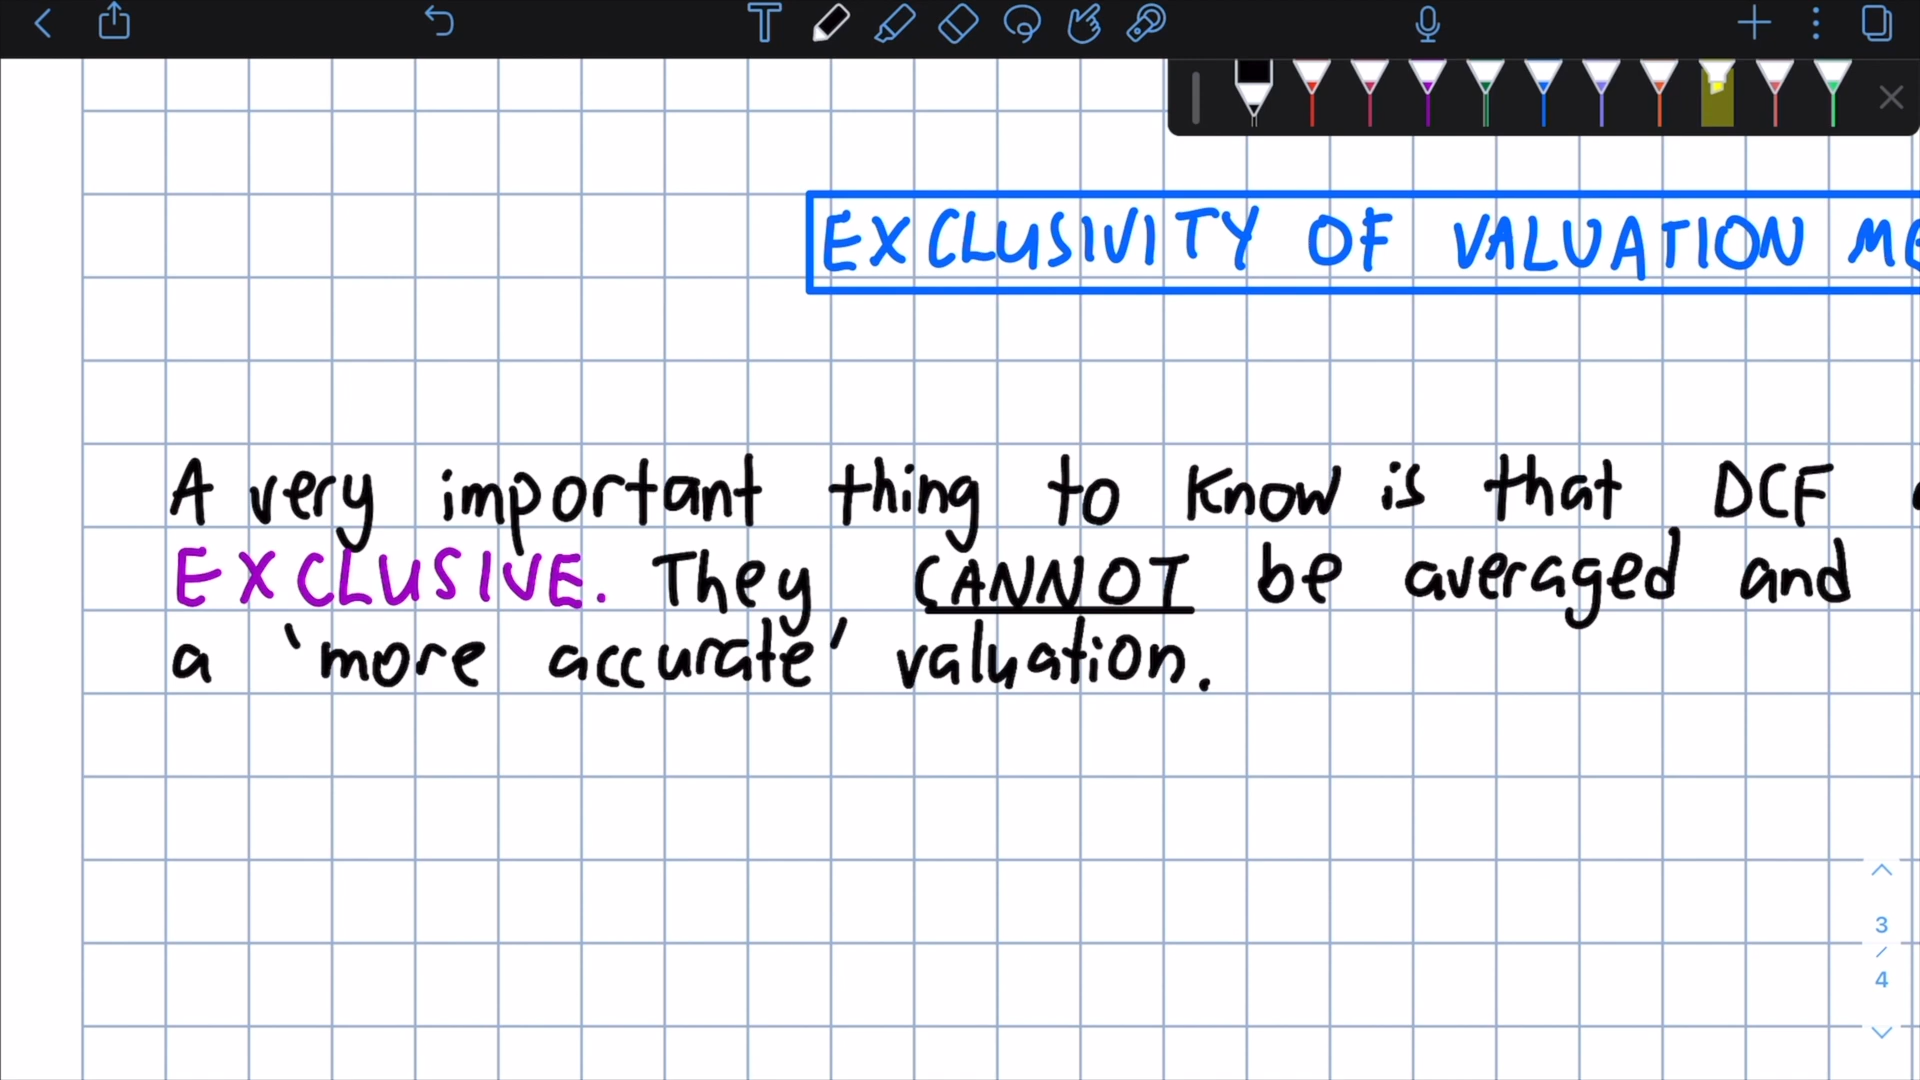 EXCLUSIVITY OF VALUATION
A very important thing to know is that DCF
EXCLUSIVE. They CANNOT be averaged and
a 'more accurate' valuation.
3
/
4